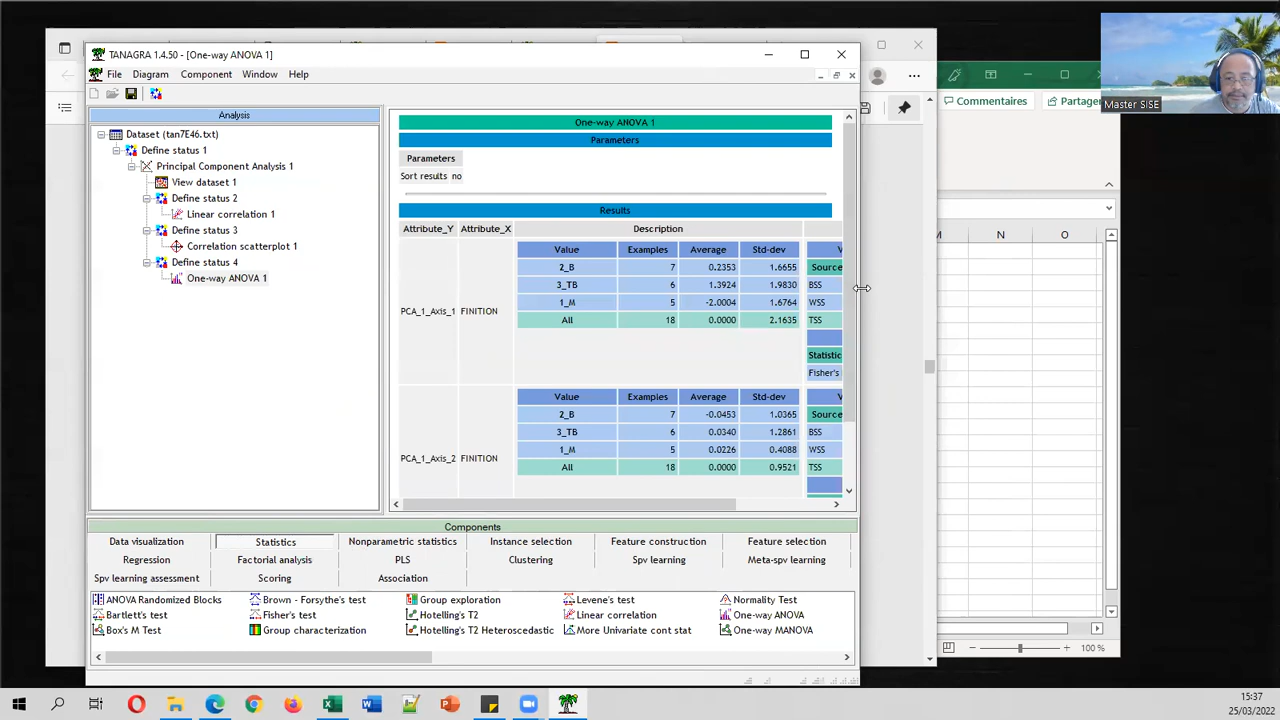 TANAGRA 1.4.50 - [One-way ANOVA 1]
File Diagram Component Window Help
Analysis
Dataset (tan7E46.txt)
Define status 1
Principal Component Analysis 1
View dataset 1
Define status 2
Linear correlation 1
Define status 3
Correlation scatterplot 1
Define status 4
One-way ANOVA 1
One-way ANOVA 1
Parameters
Parameters
Sort results no
Results
Attribute_Y Attribute_X Description
Value Examples Average Std-dev
2_B 7 0.2353 1.6655 Source
3_TB 6 1.3924 1.9830 BSS
1_M 5 -2.0004 1.6764 WSS
PCA_1_Axis_1 FINITION
All 18 0.0000 2.1635 TSS
Statistic
Fisher's
Value Examples Average Std-dev
2_B 7 -0.0453 1.0365 Source
3_TB 6 0.0340 1.2861 BSS
1_M 5 0.0226 0.4088 WSS
PCA_1_Axis_2 FINITION
All 18 0.0000 0.9521 TSS
Components
Data visualization Statistics Nonparametric statistics Instance selection Feature construction Feature selection
Regression Factorial analysis PLS Clustering Spv learning Meta-spv learning
Spv learning assessment Scoring Association
ANOVA Randomized Blocks Brown - Forsythe's test Group exploration Levene's test Normality Test
Bartlett's test Fisher's test Hotelling's T2 Linear correlation One-way ANOVA
Box's M Test Group characterization Hotelling's T2 Heteroscedastic More Univariate cont stat One-way MANOVA
Commentaires Partager
M N O
100 %
Master SISE
15:37
25/03/2022